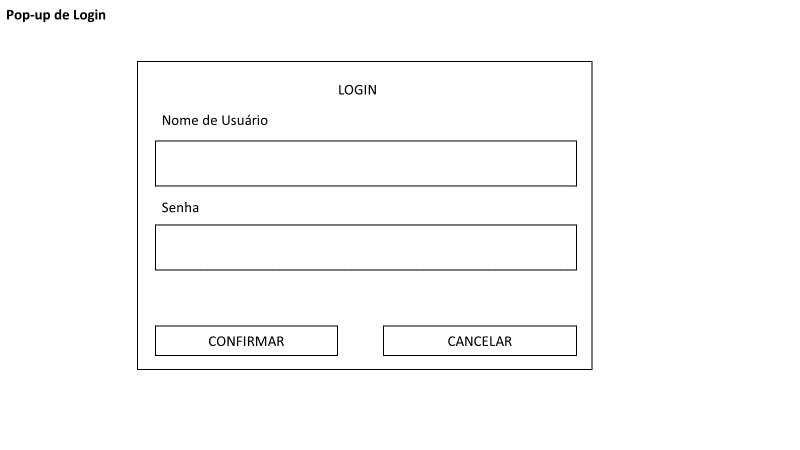 Pop-up de Login
LOGIN
Nome de Usuário
Senha
CONFIRMAR
CANCELAR